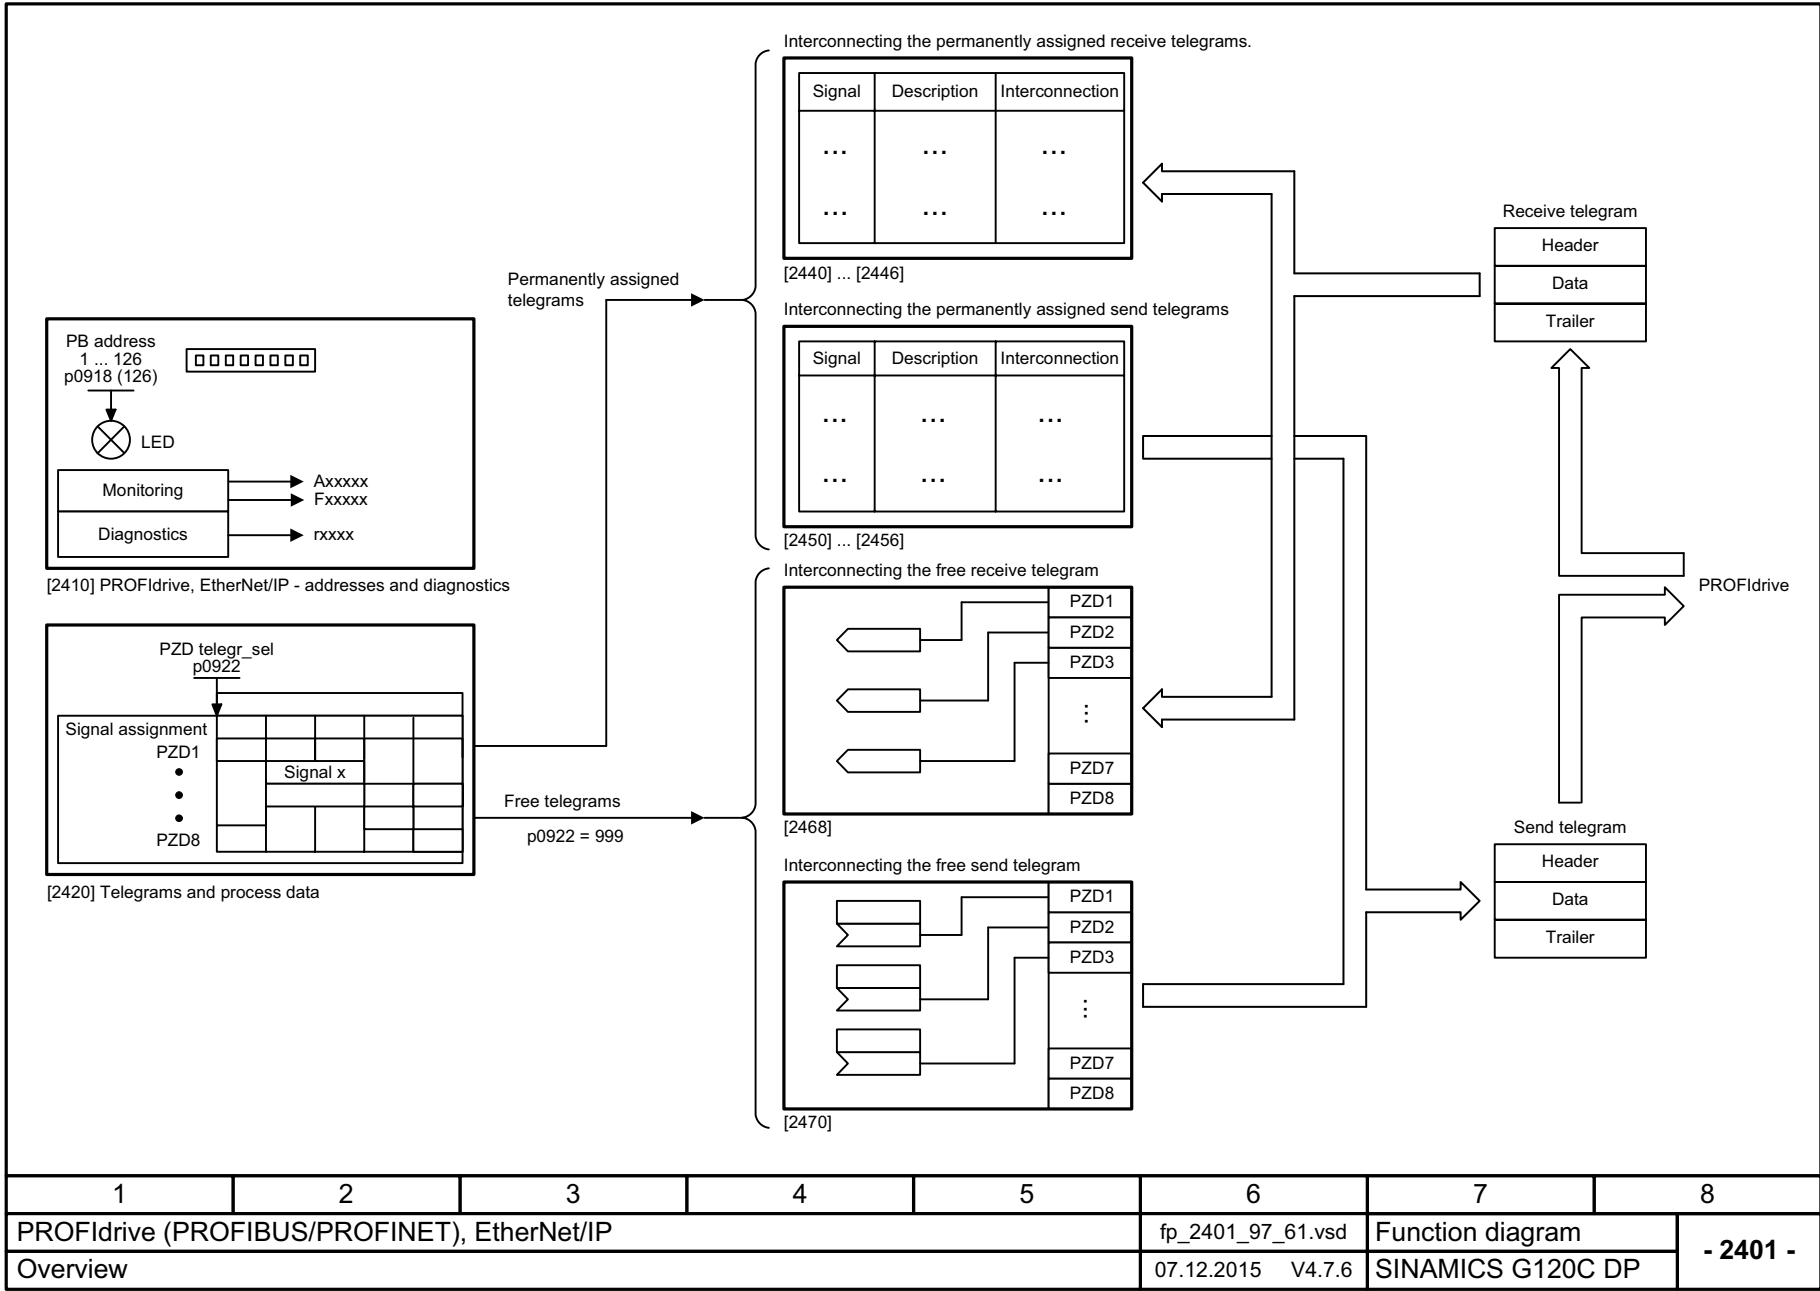 Interconnecting the permanently assigned receive telegrams.
Signal Description Interconnection
... ... ...
... ... ...
[2440] ... [2446]
Permanently assigned
telegrams
Interconnecting the permanently assigned send telegrams
Signal Description Interconnection
... ... ...
... ... ...
[2450] ... [2456]
PB address
1 ... 126
p0918 (126)
LED
Monitoring
Axxxxx
Fxxxxx
Diagnostics
rxxxx
[2410] PROFIdrive, EtherNet/IP - addresses and diagnostics
PZD telegr_sel
p0922
Signal assignment
PZD1
Signal x
PZD8
[2420] Telegrams and process data
Free telegrams
p0922 = 999
Interconnecting the free receive telegram
PZD1
PZD2
PZD3
⋮
PZD7
PZD8
[2468]
Interconnecting the free send telegram
PZD1
PZD2
PZD3
⋮
PZD7
PZD8
[2470]
Receive telegram
Header
Data
Trailer
PROFIdrive
Send telegram
Header
Data
Trailer
1 2 3 4 5 6 7 8
PROFIdrive (PROFIBUS/PROFINET), EtherNet/IP fp_2401_97_61.vsd Function diagram
- 2401 -
Overview 07.12.2015 V4.7.6 SINAMICS G120C DP